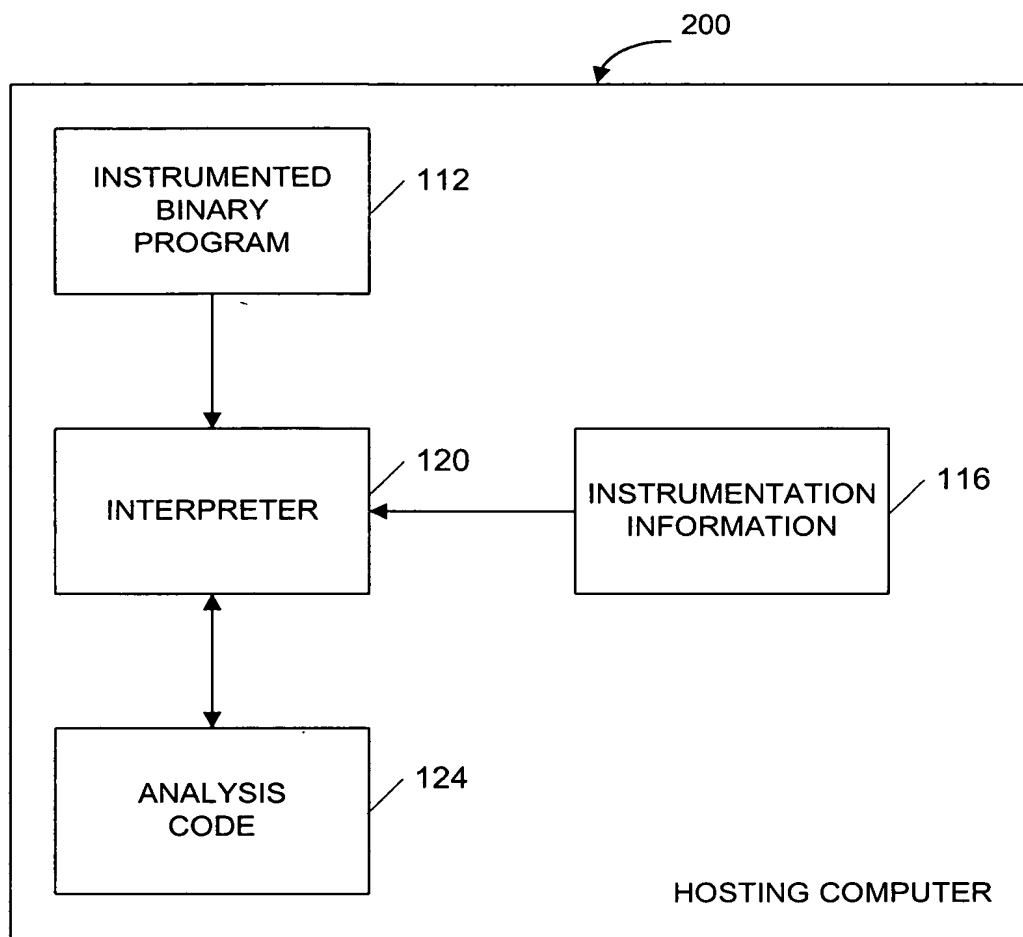 200
INSTRUMENTED
BINARY
PROGRAM
112
INTERPRETER
120
INSTRUMENTATION
INFORMATION
116
ANALYSIS
CODE
124
HOSTING COMPUTER